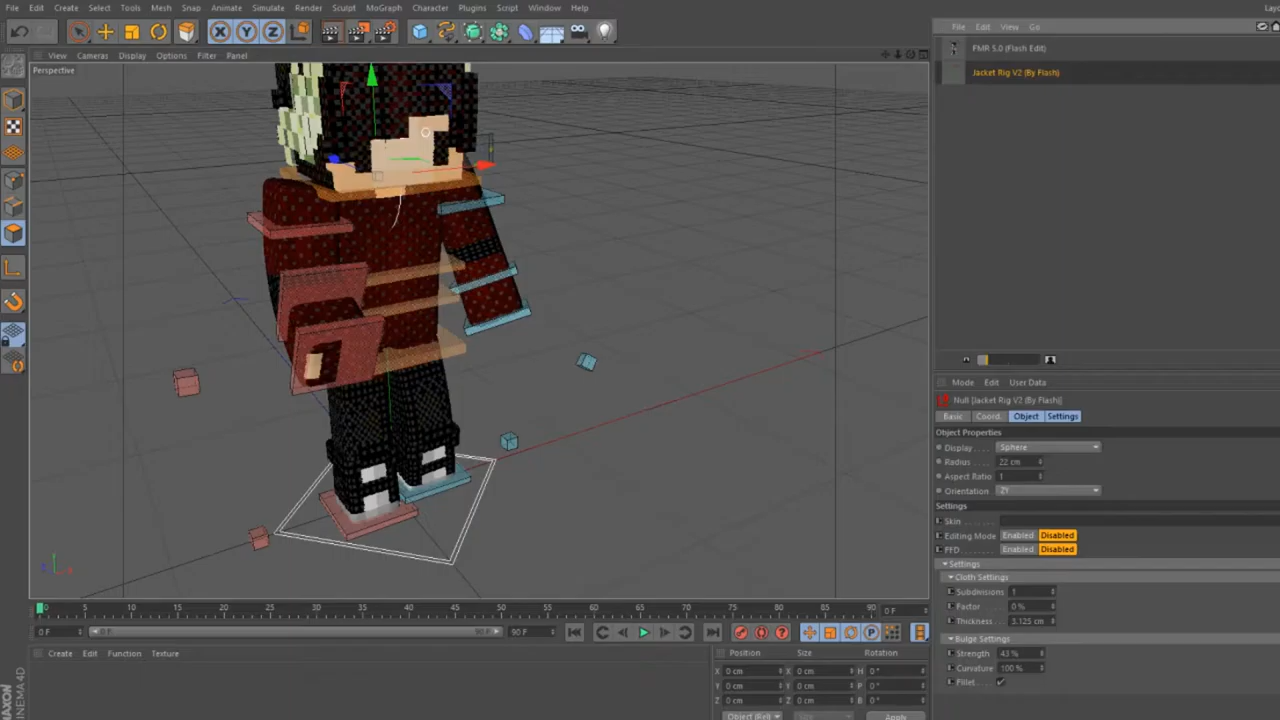 File Edit Create Select Tools Mesh Snap Animate Simulate Render Sculpt MoGraph Character Plugins Script Window Help
File Edit View Go
View Cameras Display Options Filter Panel
Perspective
FMR 5.0 (Flash Edit)
Jacket Rig V2 (By Flash)
Mode Edit User Data
Null [Jacket Rig V2 (By Flash)]
Basic Coord. Object Settings
Object Properties
Display Sphere
Radius 22 cm
Aspect Ratio 1
Orientation
Settings
Skin
Editing Mode Enabled Disabled
FFD Enabled Disabled
Settings
Cloth Settings
Subdivisions 1
Factor 0 %
Thickness 3.125 cm
Bulge Settings
Strength 43 %
Curvature 100 %
Fillet
0 5 10 15 20 25 30 35 40 45 50 55 60 65 70 75 80 85 90 0 F
0 F 0 F 90 F 90 F
Create Edit Function Texture
Position Size Rotation
X 0 cm X 0 cm H 0 °
Y 0 cm Y 0 cm P 0 °
Z 0 cm Z 0 cm B 0 °
Object (Rel) Apply
MAXON
CINEMA 4D